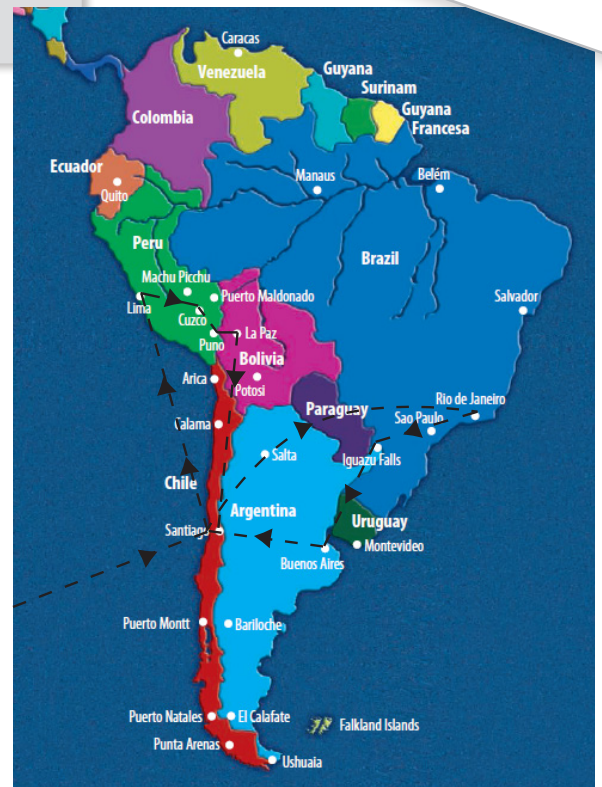 Caracas
Venezuela
Guyana
Surinam
Guyana
Francesa
Colombia
Ecuador
Quito
Manaus
Belém
Peru
Brazil
Machu Picchu
Puerto Maldonado
Lima
Cuzco
Salvador
Puno
La Paz
Bolivia
Arica
Potosi
Paraguay
Rio de Janeiro
Calama
Sao Paulo
Salta
Iguazu Falls
Chile
Argentina
Uruguay
Santiago
Montevideo
Buenos Aires
Puerto Montt
Bariloche
Puerto Natales
El Calafate
Falkland Islands
Punta Arenas
Ushuaia